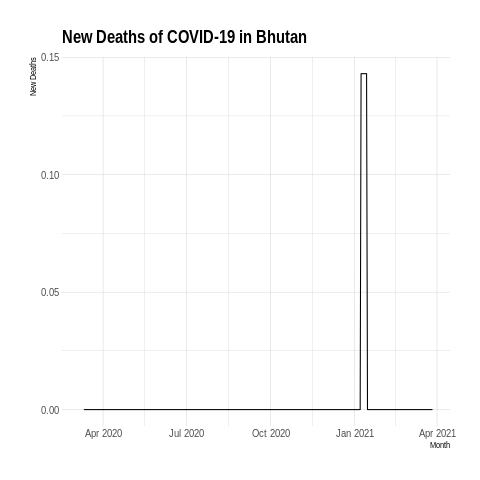 New Deaths of COVID-19 in Bhutan
New Deaths
0.15
0.10
0.05
0.00
Apr 2020 Jul 2020 Oct 2020 Jan 2021 Apr 2021
Month